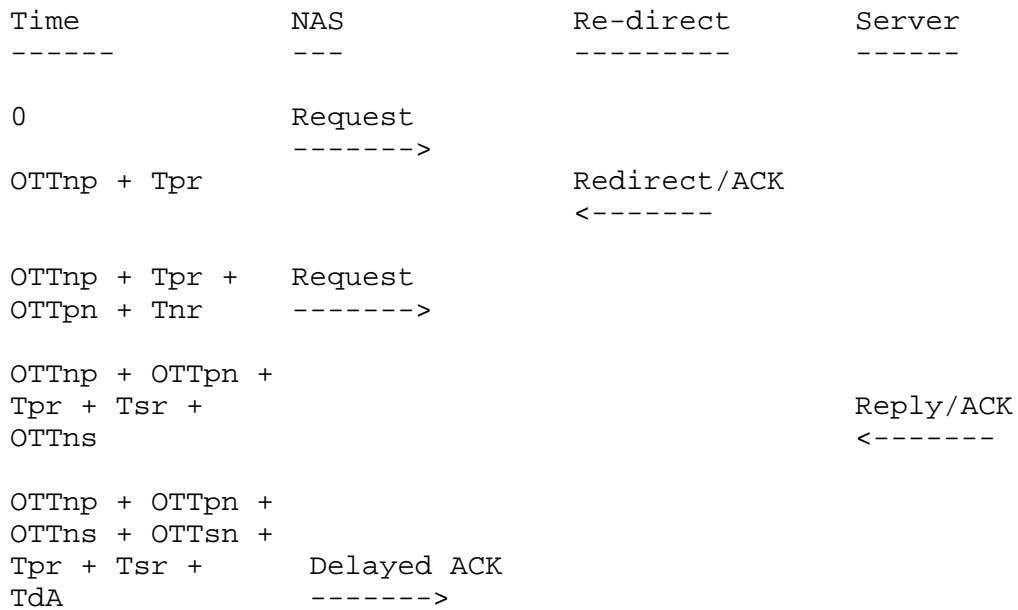 Time NAS Re-direct Server
------ --- --------- ------
0 Request
------->
OTTnp + Tpr Redirect/ACK
<-------
OTTnp + Tpr + Request
OTTpn + Tnr ------->
OTTnp + OTTpn +
Tpr + Tsr + Reply/ACK
OTTns <-------
OTTnp + OTTpn +
OTTns + OTTsn +
Tpr + Tsr + Delayed ACK
TdA ------->